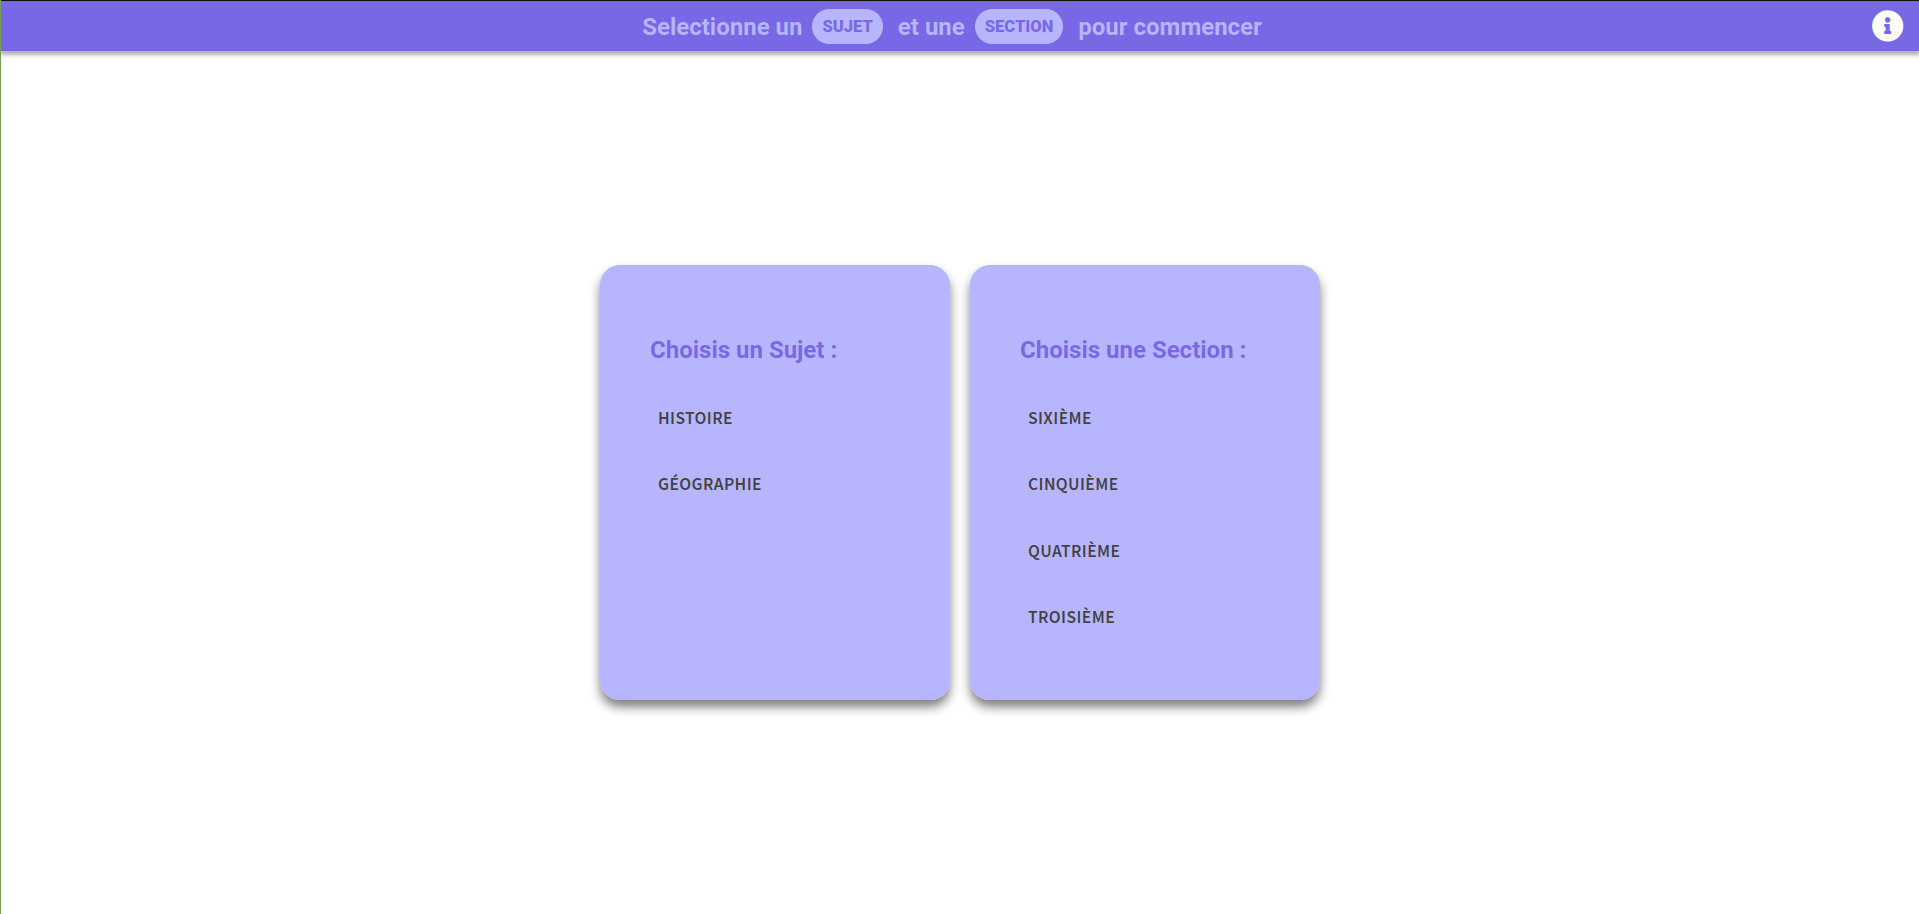 Selectionne un SUJET et une SECTION pour commencer
Choisis un Sujet :
HISTOIRE
GÉOGRAPHIE
Choisis une Section :
SIXIÈME
CINQUIÈME
QUATRIÈME
TROISIÈME